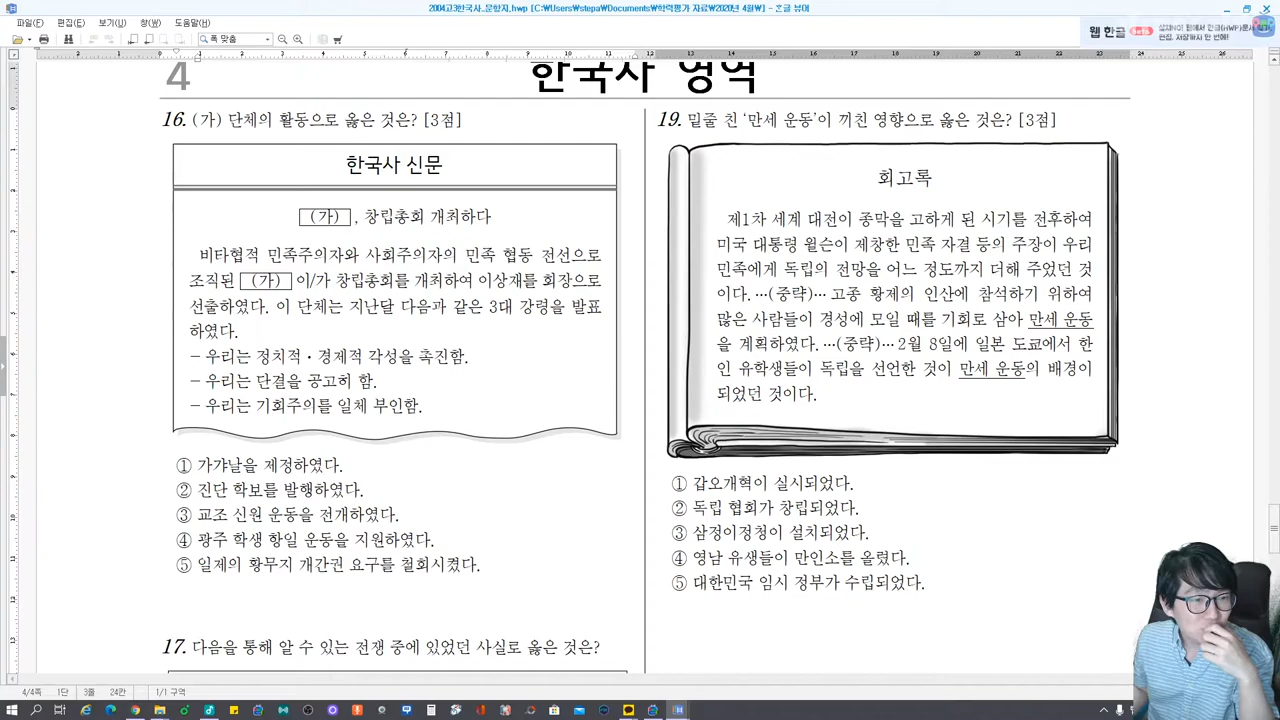 2004고3한국사..문항지.hwp [C:₩Users₩stepa₩Documents₩학력평가 자료₩2020년 4월₩] - 한글 뷰어
파일(F) 편집(E) 보기(U) 창(W) 도움말(H)
폭 맞춤
웹 한글 beta
4
한국사 영역
16. (가) 단체의 활동으로 옳은 것은? [3점]
한국사 신문
(가) , 창립총회 개최하다
비타협적 민족주의자와 사회주의자의 민족 협동 전선으로
조직된 (가) 이/가 창립총회를 개최하여 이상재를 회장으로
선출하였다. 이 단체는 지난달 다음과 같은 3대 강령을 발표
하였다.
- 우리는 정치적·경제적 각성을 촉진함.
- 우리는 단결을 공고히 함.
- 우리는 기회주의를 일체 부인함.
① 가갸날을 제정하였다.
② 진단 학보를 발행하였다.
③ 교조 신원 운동을 전개하였다.
④ 광주 학생 항일 운동을 지원하였다.
⑤ 일제의 황무지 개간권 요구를 철회시켰다.
17. 다음을 통해 알 수 있는 전쟁 중에 있었던 사실로 옳은 것은?
19. 밑줄 친 ‘만세 운동’이 끼친 영향으로 옳은 것은? [3점]
회고록
제1차 세계 대전이 종막을 고하게 된 시기를 전후하여
미국 대통령 윌슨이 제창한 민족 자결 등의 주장이 우리
민족에게 독립의 전망을 어느 정도까지 더해 주었던 것
이다. …(중략)… 고종 황제의 인산에 참석하기 위하여
많은 사람들이 경성에 모일 때를 기회로 삼아 만세 운동
을 계획하였다. …(중략)… 2월 8일에 일본 도쿄에서 한
인 유학생들이 독립을 선언한 것이 만세 운동의 배경이
되었던 것이다.
① 갑오개혁이 실시되었다.
② 독립 협회가 창립되었다.
③ 삼정이정청이 설치되었다.
④ 영남 유생들이 만인소를 올렸다.
⑤ 대한민국 임시 정부가 수립되었다.
4/4쪽 1단 3줄 24칸 1/1 구역